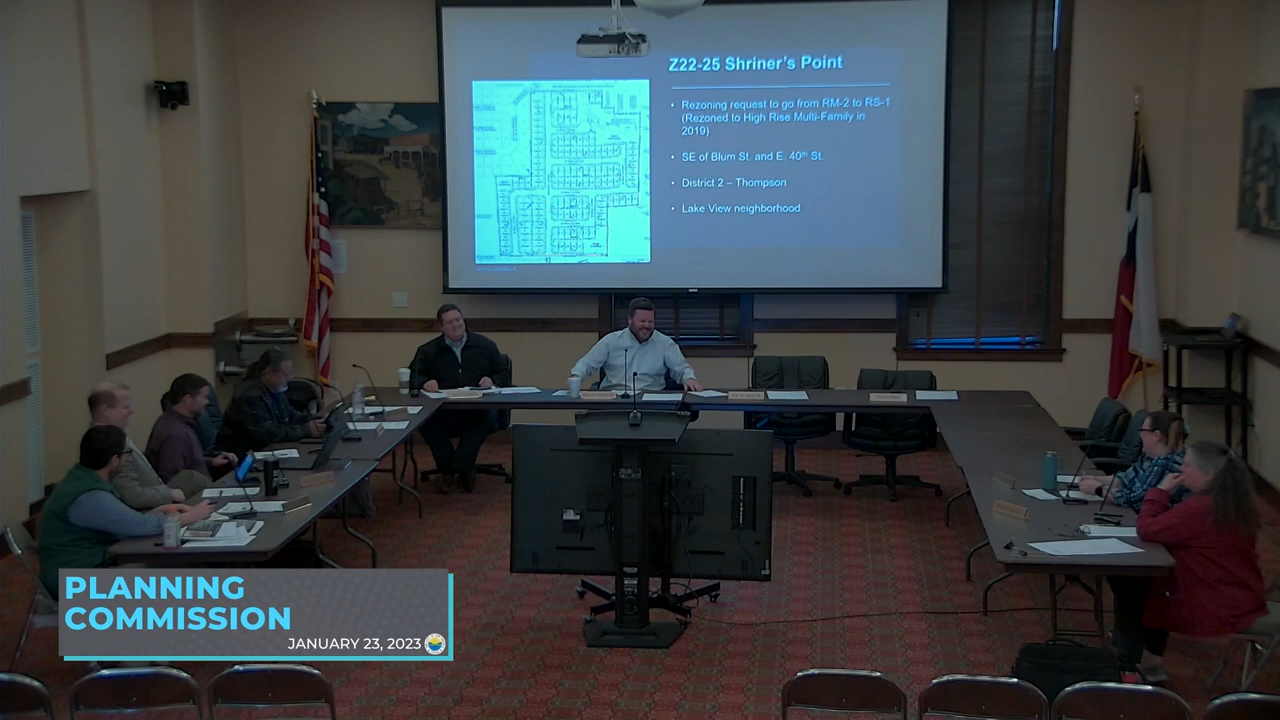 Z22-25 Shriner's Point
• Rezoning request to go from RM-2 to RS-1
(Rezoned to High Rise Multi-Family in
2019)
• SE of Blum St. and E. 40th St.
• District 2 – Thompson
• Lake View neighborhood
PLANNING
COMMISSION
JANUARY 23, 2023